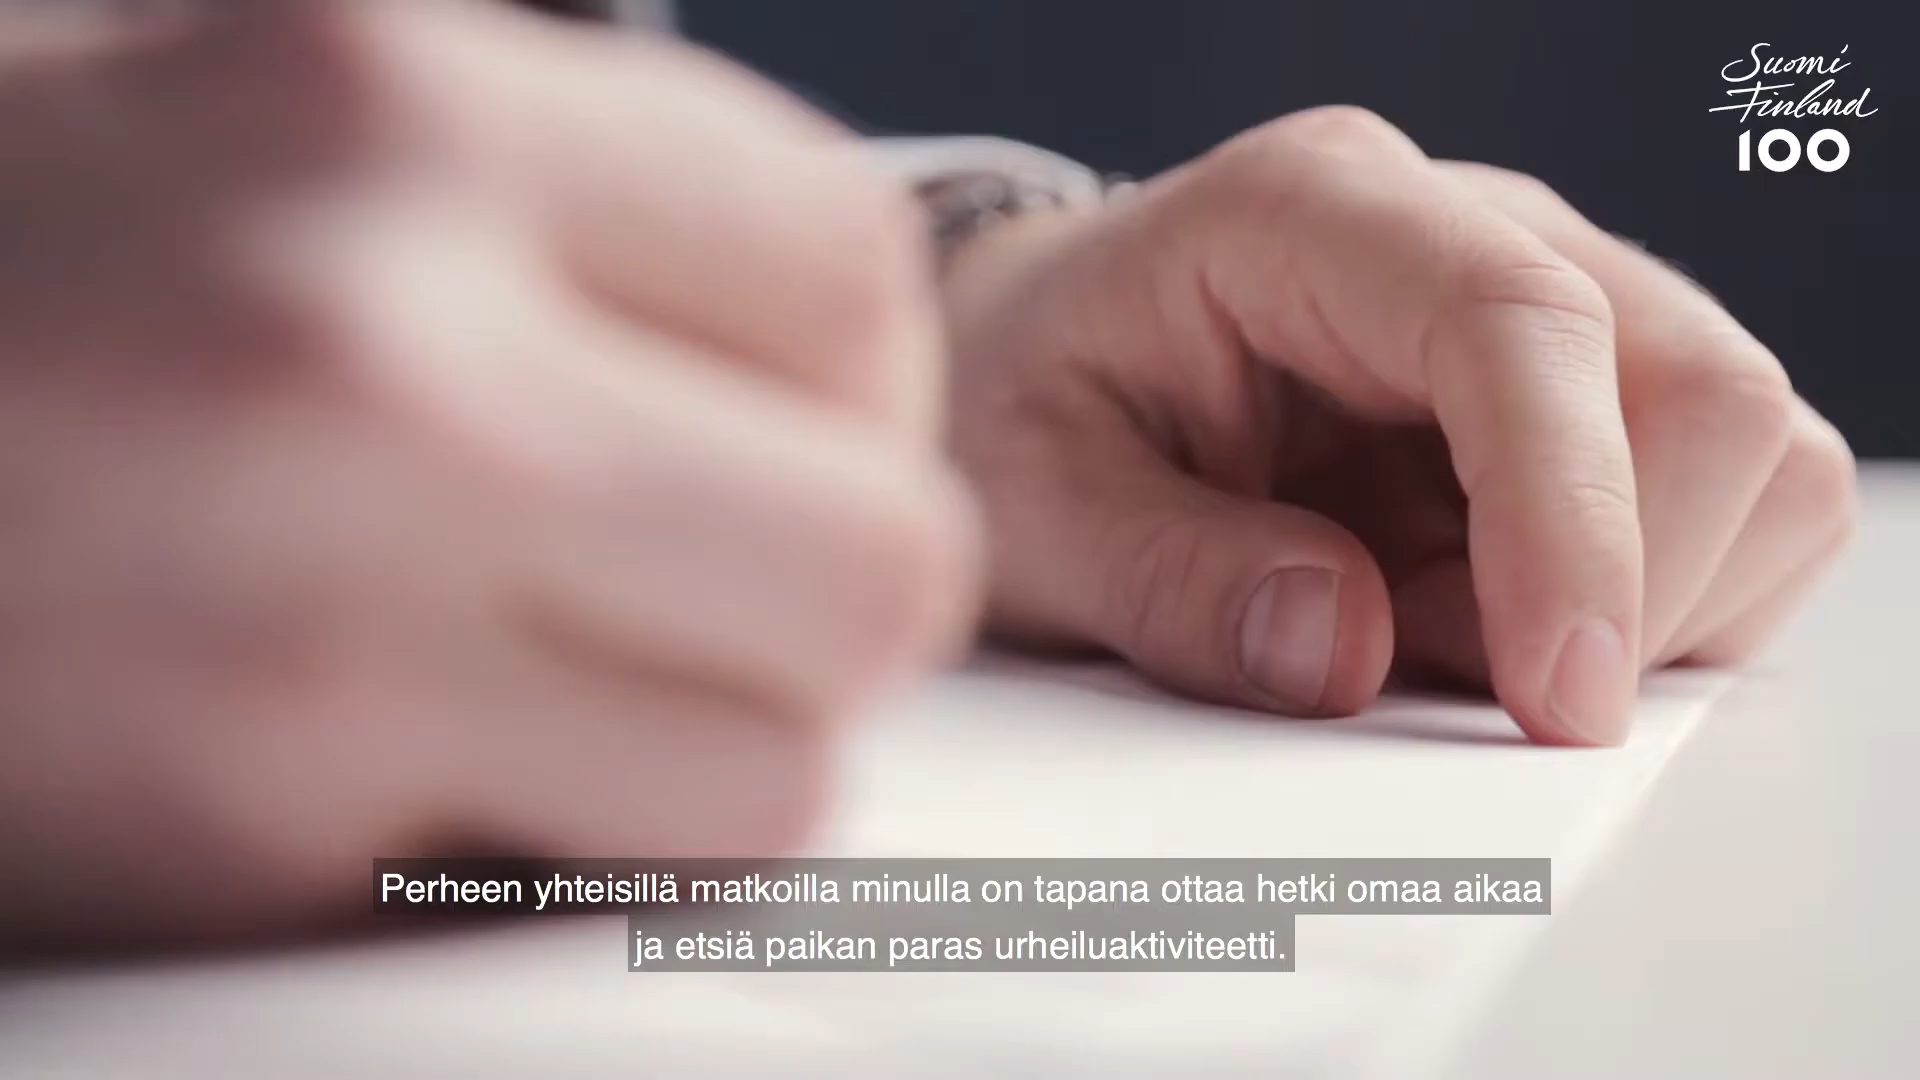 Suomi
Finland
100
Perheen yhteisillä matkoilla minulla on tapana ottaa hetki omaa aikaa
ja etsiä paikan paras urheiluaktiviteetti.